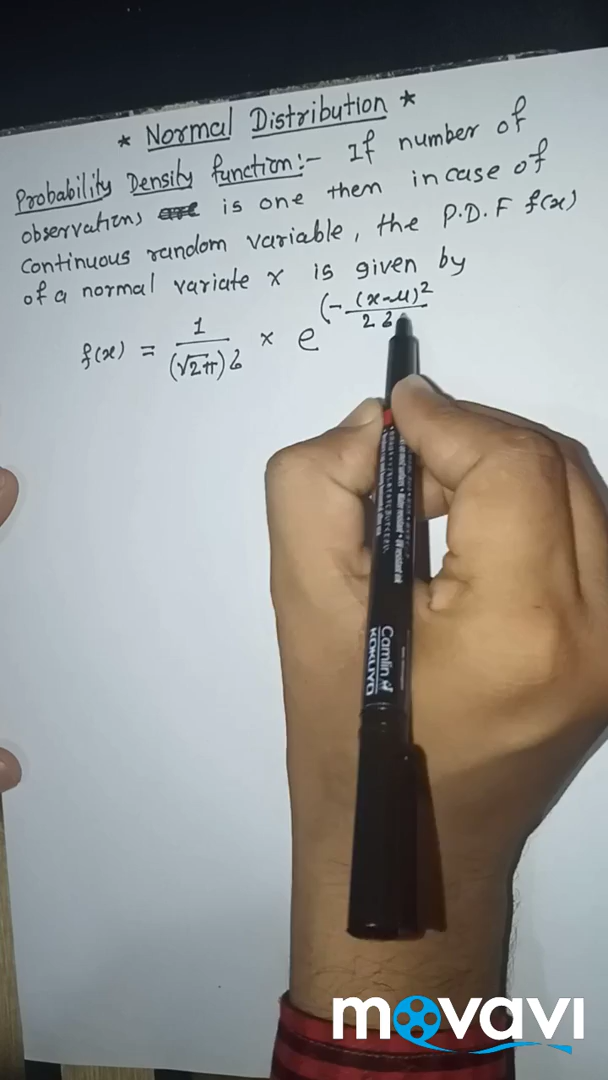 * Normal Distribution *
Probability Density function:- If number of
observations is one then in case of
continuous random variable, the P.D.F f(x)
of a normal variate x is given by
f(x) = 1/(√2π)σ × e^(-(x-μ)²/2σ
Camlin
KOKUYO
movavi